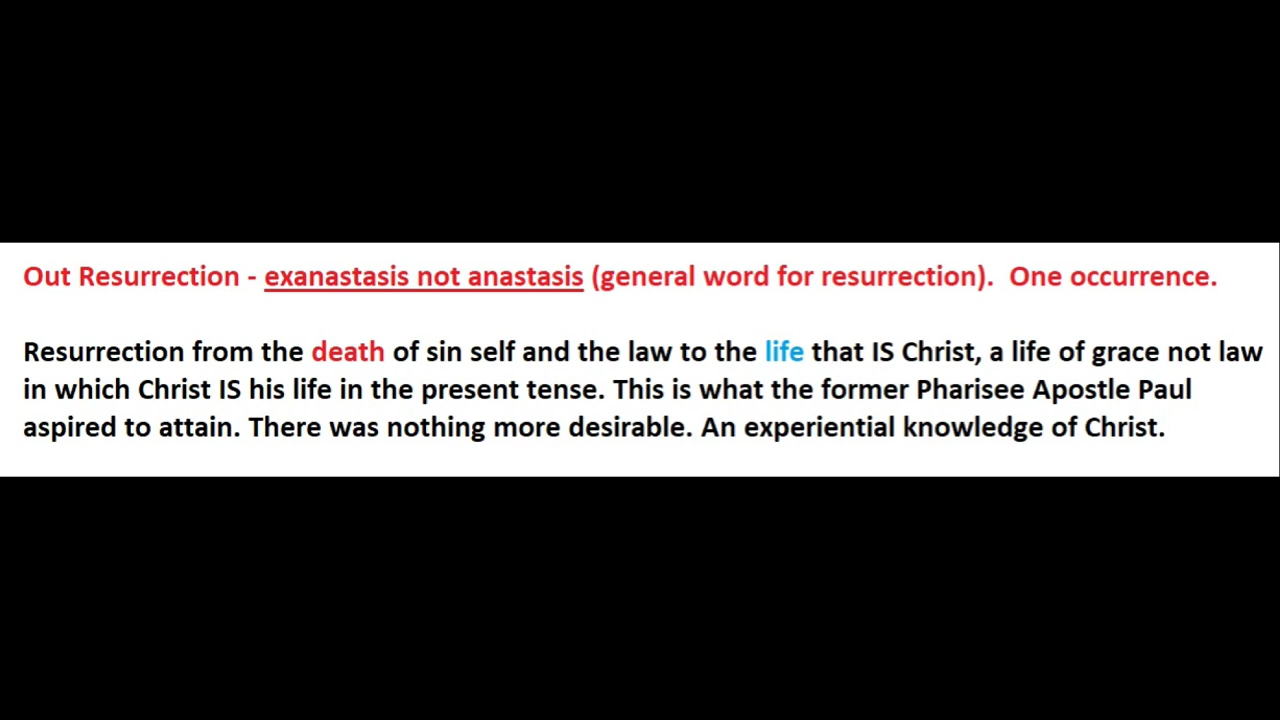 Out Resurrection - exanastasis not anastasis (general word for resurrection).  One occurrence.
Resurrection from the death of sin self and the law to the life that IS Christ, a life of grace not law
in which Christ IS his life in the present tense. This is what the former Pharisee Apostle Paul
aspired to attain. There was nothing more desirable. An experiential knowledge of Christ.